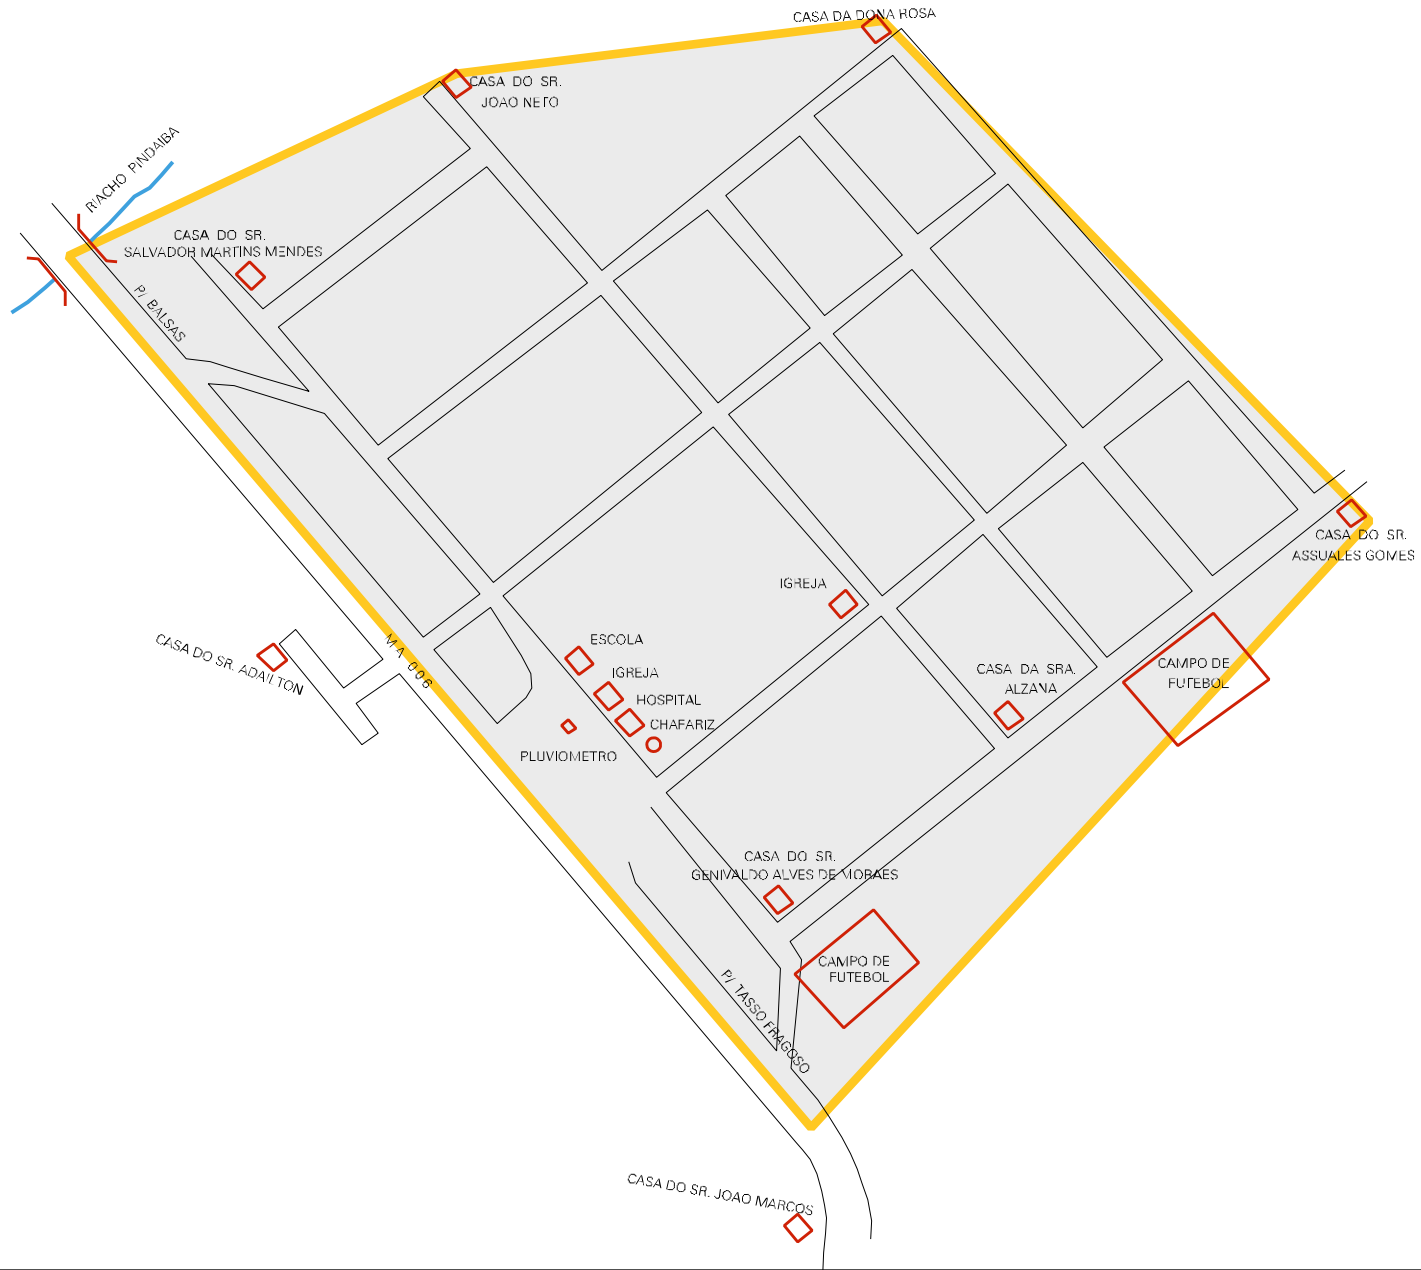 CASA DA DONA ROSA
CASA DO SR.
JOAO NETO
RIACHO PINDAIBA
CASA DO SR.
SALVADOR MARTINS MENDES
P/ BALSAS
CASA DO SR.
ASSUALES GOMES
IGREJA
ESCOLA
IGREJA
HOSPITAL
CHAFARIZ
PLUVIOMETRO
CASA DO SR. ADAILTON
MA 006
CASA DA SRA.
ALZANA
CAMPO DE
FUTEBOL
CASA DO SR.
GENIVALDO ALVES DE MORAES
CAMPO DE
FUTEBOL
P/ TASSO FRAGOSO
CASA DO SR. JOAO MARCOS